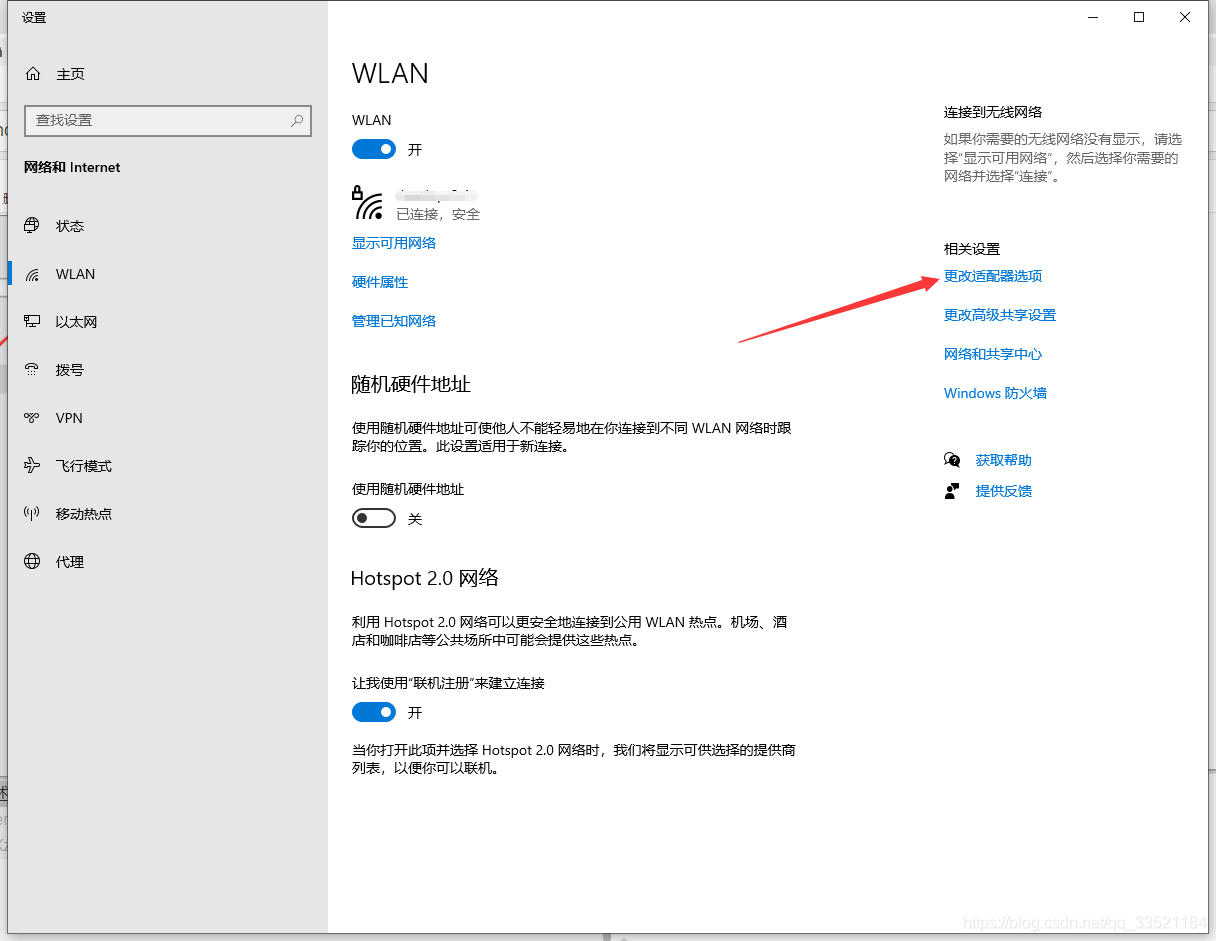 设置
主页
查找设置
网络和 Internet
状态
WLAN
以太网
拨号
VPN
飞行模式
移动热点
代理
WLAN
WLAN
开
已连接，安全
显示可用网络
硬件属性
管理已知网络
随机硬件地址
使用随机硬件地址可使他人不能轻易地在你连接到不同 WLAN 网络时跟
踪你的位置。此设置适用于新连接。
使用随机硬件地址
关
Hotspot 2.0 网络
利用 Hotspot 2.0 网络可以更安全地连接到公用 WLAN 热点。机场、酒
店和咖啡店等公共场所中可能会提供这些热点。
让我使用“联机注册”来建立连接
开
当你打开此项并选择 Hotspot 2.0 网络时，我们将显示可供选择的提供商
列表，以便你可以联机。
连接到无线网络
如果你需要的无线网络没有显示，请选
择“显示可用网络”，然后选择你需要的
网络并选择“连接”。
相关设置
更改适配器选项
更改高级共享设置
网络和共享中心
Windows 防火墙
获取帮助
提供反馈
https://blog.csdn.net/qq_33521184